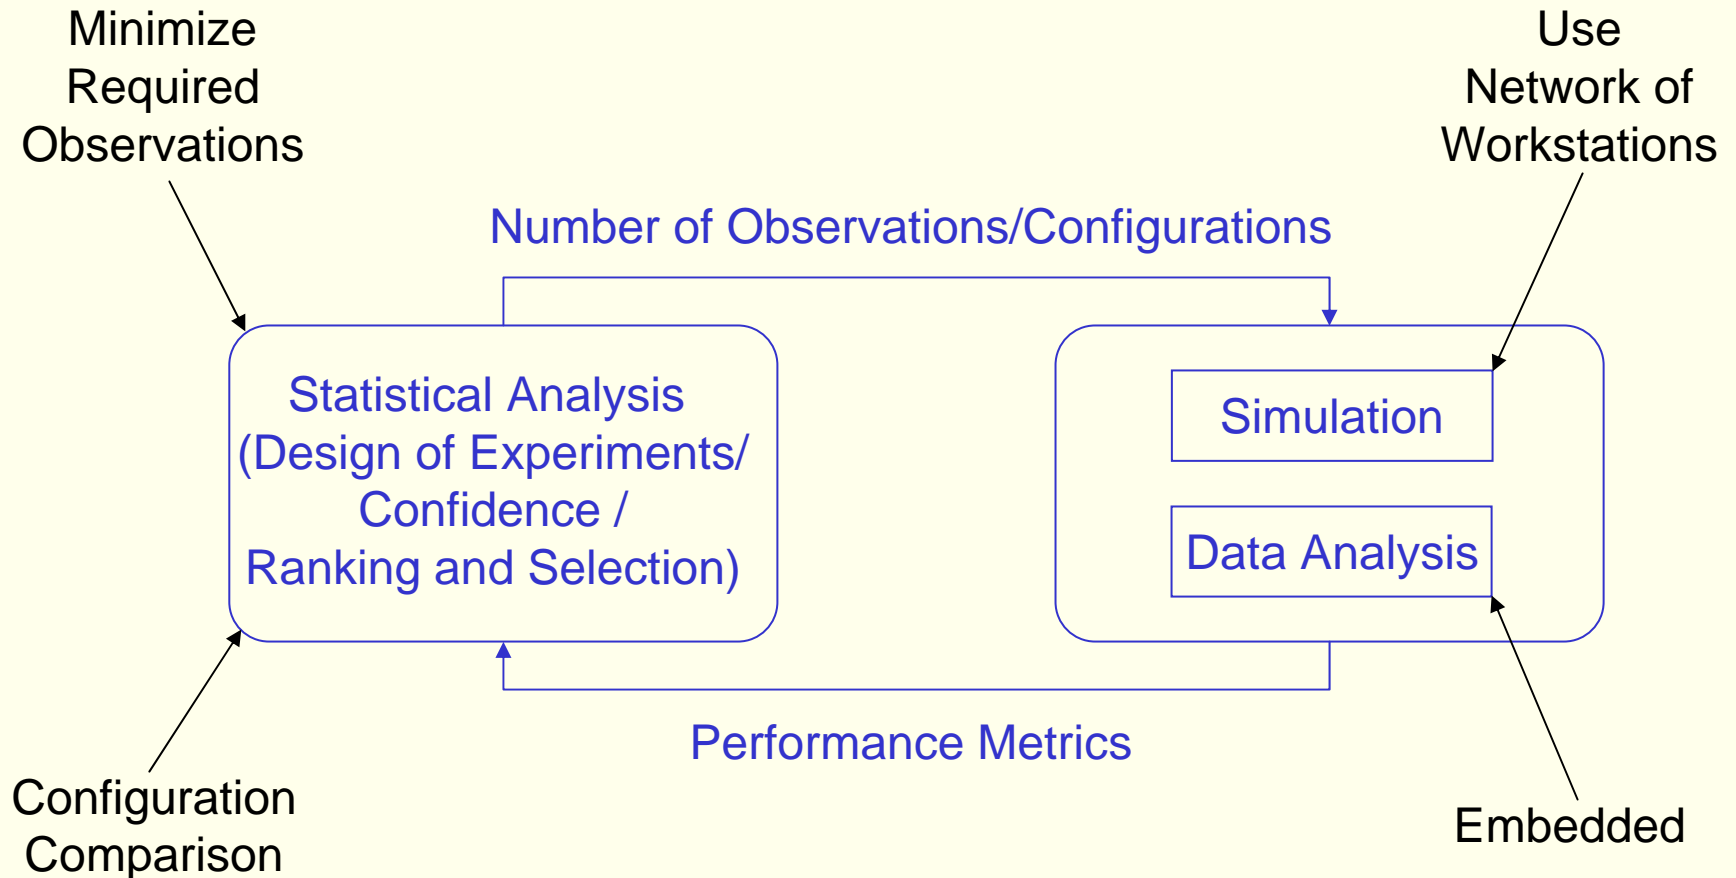 Minimize
Required
Observations
Use
Network of
Workstations
Number of Observations/Configurations
Statistical Analysis
(Design of Experiments/
Confidence /
Ranking and Selection)
Simulation
Data Analysis
Performance Metrics
Configuration
Comparison
Embedded